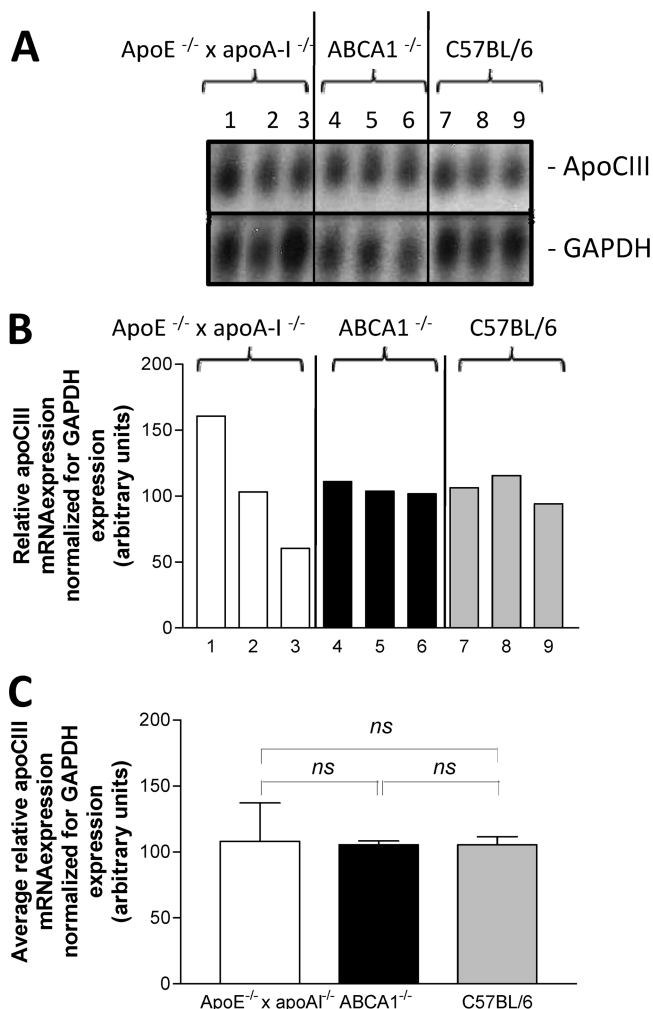 A
ApoE -/- x apoA-I -/- ABCA1 -/- C57BL/6
1 2 3 4 5 6 7 8 9
- ApoCIII
- GAPDH
B
ApoE -/- x apoA-I -/- ABCA1 -/- C57BL/6
Relative apoCIII
mRNAexpression
normalized for GAPDH
expression
(arbitrary units)
200
150
100
50
0
1 2 3 4 5 6 7 8 9
C
Average relative apoCIII
mRNAexpression
normalized for GAPDH
expression
(arbitrary units)
200
150
100
50
0
ns
ns ns
ApoE-/- x apoAI-/- ABCA1-/- C57BL/6